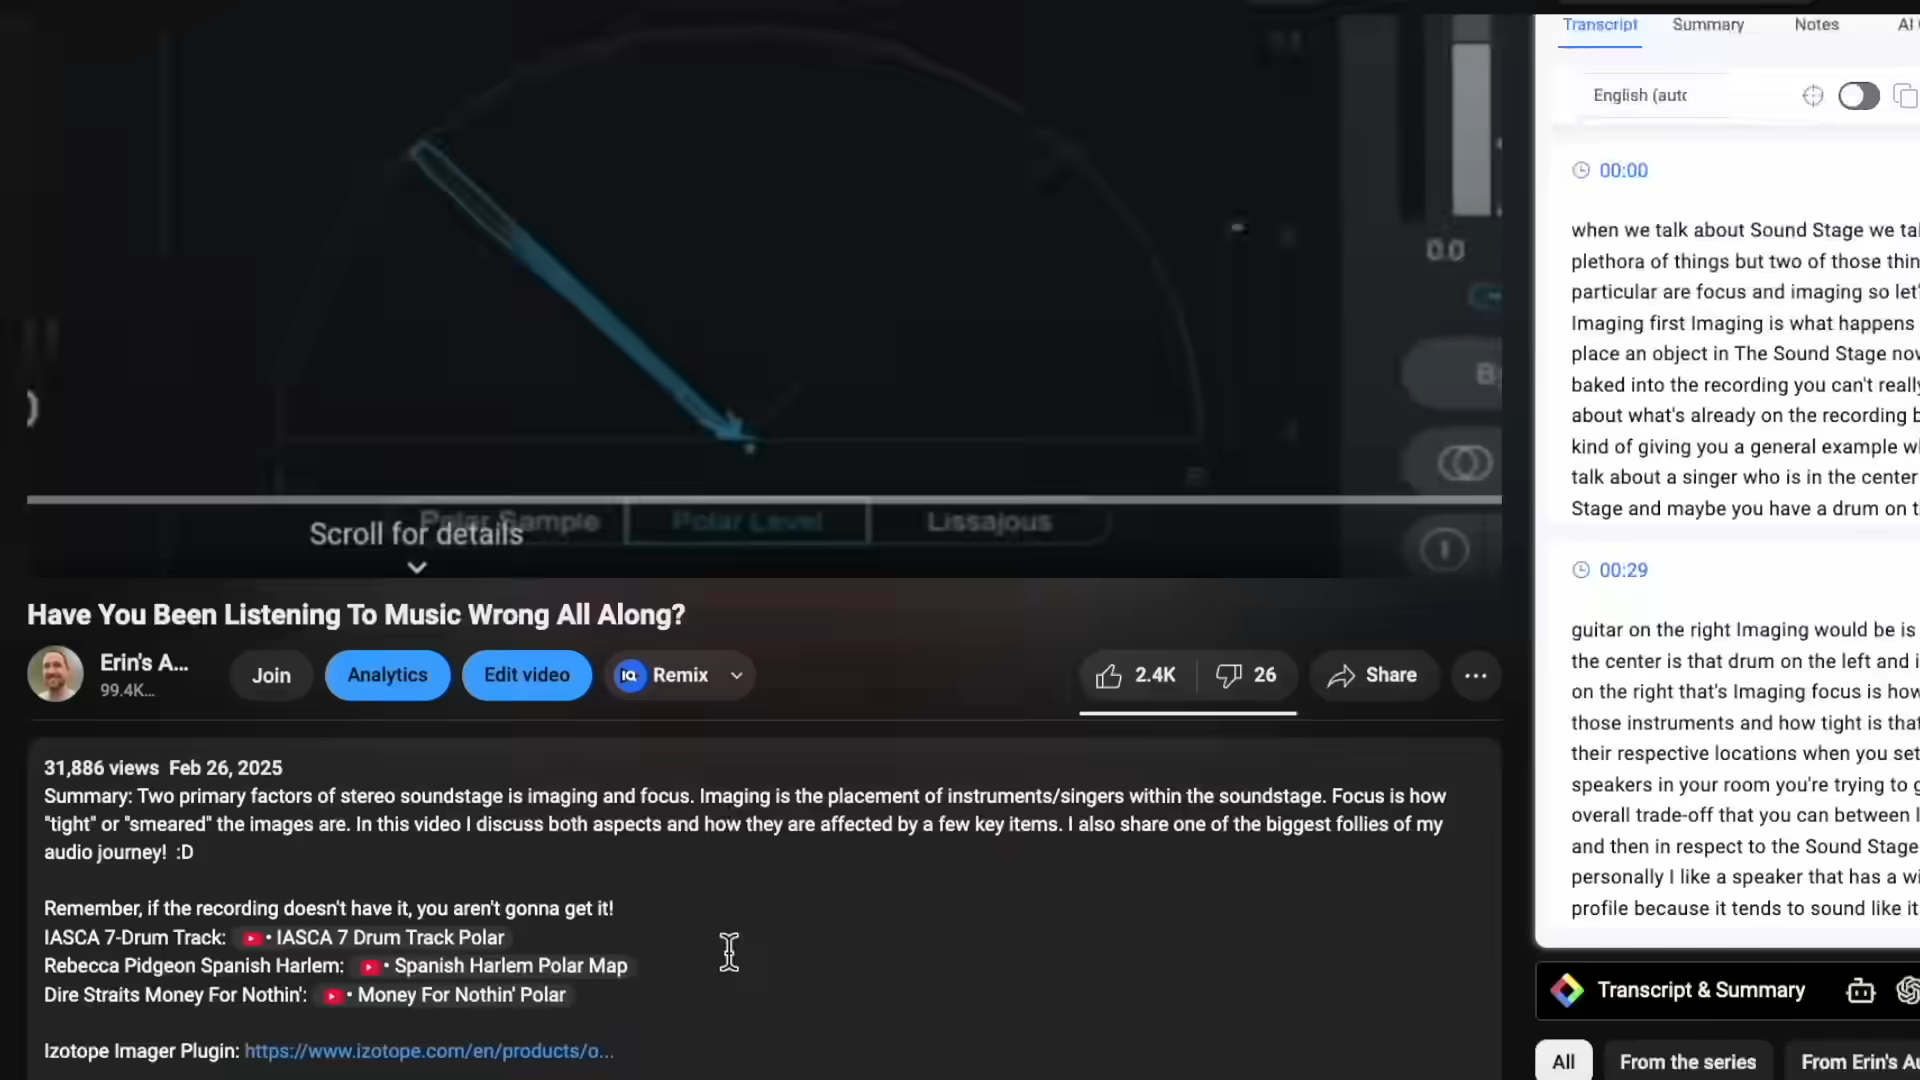 0.0
Polar Sample
Polar Level
Lissajous
Scroll for details
Have You Been Listening To Music Wrong All Along?
Erin's A...
99.4K...
Join
Analytics
Edit video
Remix
2.4K
26
Share
31,886 views Feb 26, 2025
Summary: Two primary factors of stereo soundstage is imaging and focus. Imaging is the placement of instruments/singers within the soundstage. Focus is how
"tight" or "smeared" the images are. In this video I discuss both aspects and how they are affected by a few key items. I also share one of the biggest follies of my
audio journey! :D
Remember, if the recording doesn't have it, you aren't gonna get it!
IASCA 7-Drum Track: • IASCA 7 Drum Track Polar
Rebecca Pidgeon Spanish Harlem: • Spanish Harlem Polar Map
Dire Straits Money For Nothin': • Money For Nothin' Polar
Izotope Imager Plugin: https://www.izotope.com/en/products/o...
Transcript Summary Notes AI
English (auto
00:00
when we talk about Sound Stage we tal
plethora of things but two of those thin
particular are focus and imaging so let'
Imaging first Imaging is what happens
place an object in The Sound Stage nov
baked into the recording you can't really
about what's already on the recording b
kind of giving you a general example wl
talk about a singer who is in the center
Stage and maybe you have a drum on t
00:29
guitar on the right Imaging would be is
the center is that drum on the left and i
on the right that's Imaging focus is how
those instruments and how tight is that
their respective locations when you set
speakers in your room you're trying to g
overall trade-off that you can between l
and then in respect to the Sound Stage
personally I like a speaker that has a wi
profile because it tends to sound like it
Transcript & Summary
All
From the series
From Erin's Au